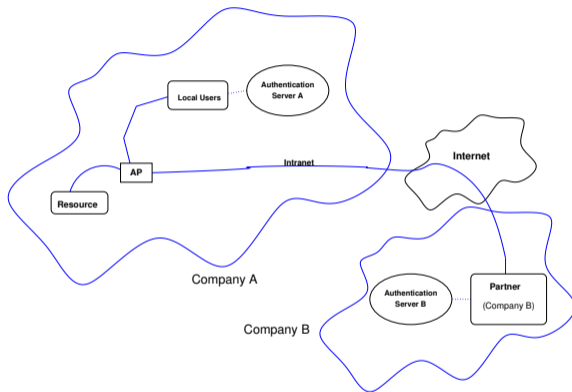 Authentication
Server A
Local Users
AP
Intranet
Internet
Resource
Company A
Authentication
Server B
Partner
(Company B)
Company B